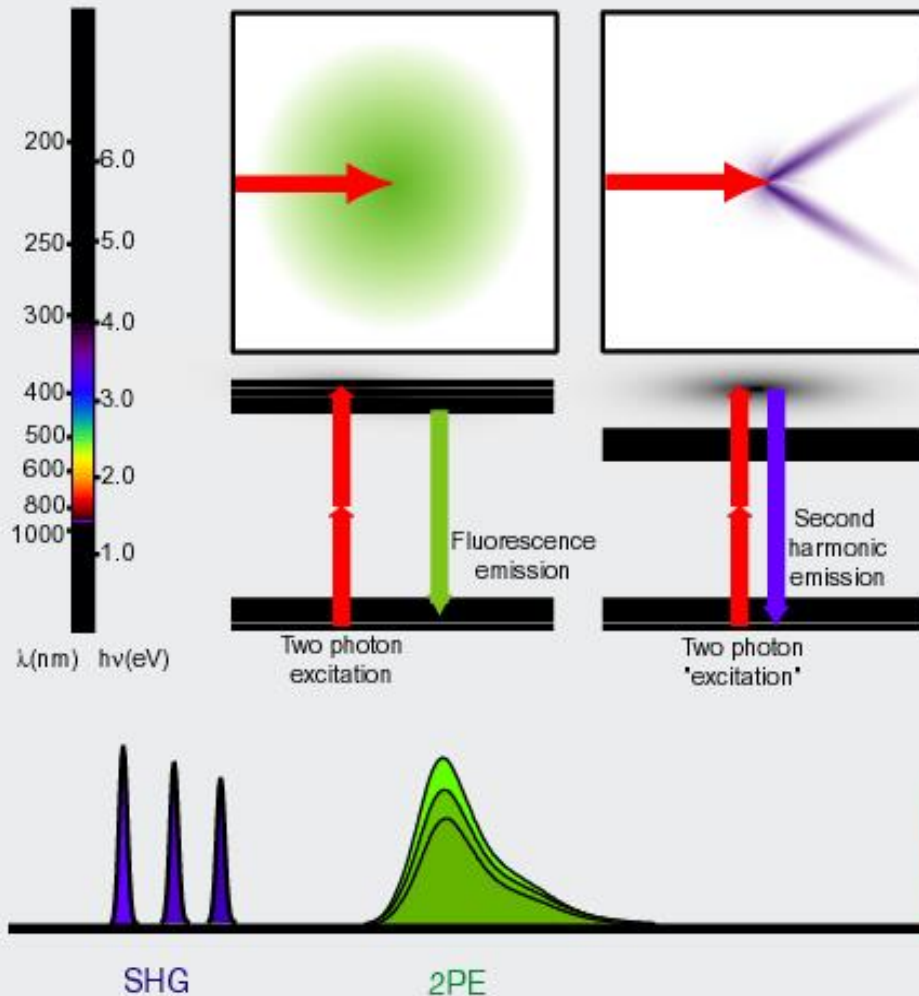 200
6.0
250
5.0
300
4.0
400
3.0
500
600
2.0
800
1000
1.0
λ(nm) hν(eV)
Fluorescence
emission
Two photon
excitation
Second
harmonic
emission
Two photon
"excitation"
SHG
2PE